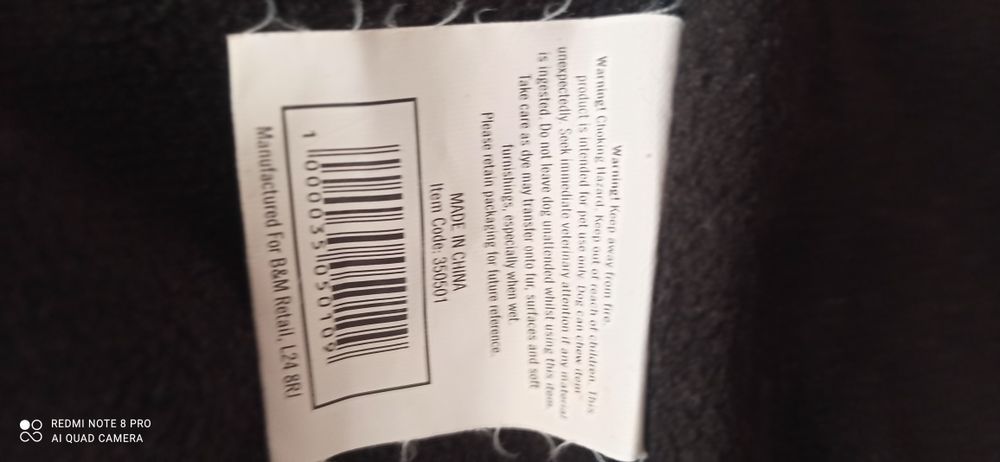 Warning! Keep away from fire.
Warning! Choking Hazard. Keep out of reach of children. This
product is intended for pet use only. Dog can chew item
unexpectedly. Seek immediate veterinary attention if any material
is ingested. Do not leave dog unattended whilst using this item.
Take care as dye may transfer onto fur, surfaces and soft
furnishings, especially when wet.
Please retain packaging for future reference.
MADE IN CHINA
Item Code: 350501
1 000035 050109
Manufactured For B&M Retail, L24 8RJ
REDMI NOTE 8 PRO
AI QUAD CAMERA